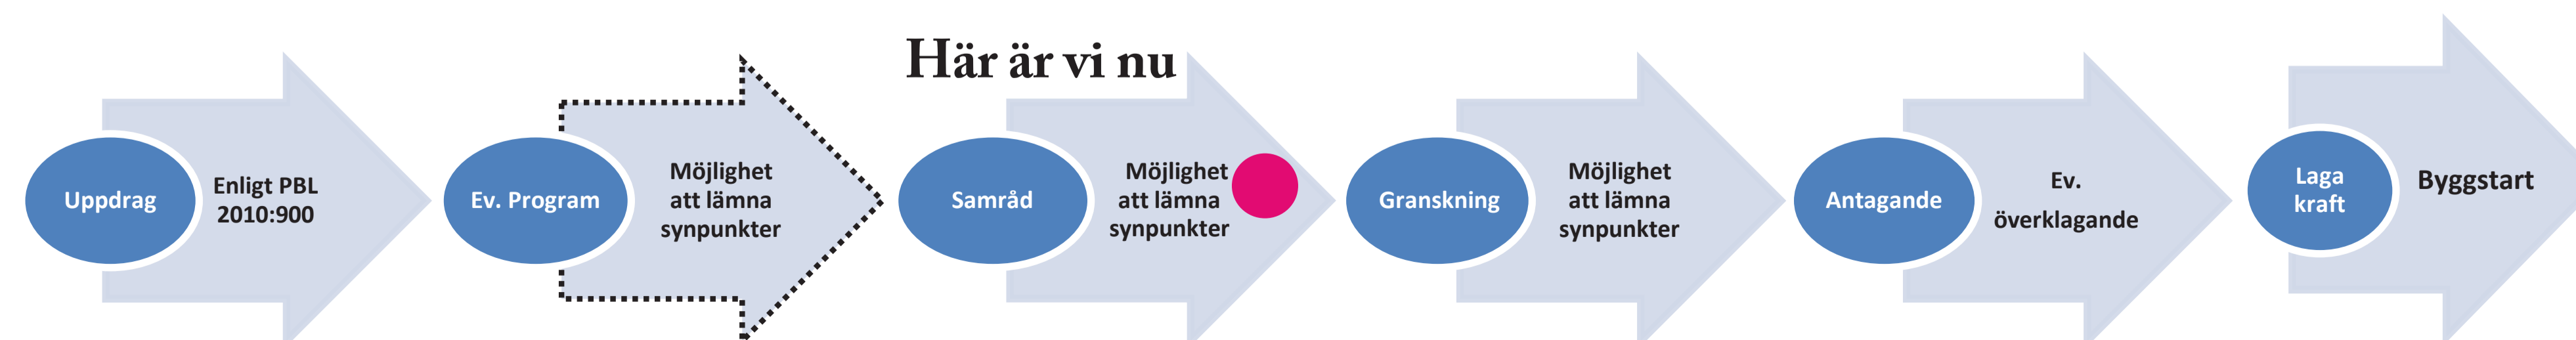 Här är vi nu
Uppdrag
Enligt PBL
2010:900
Ev. Program
Möjlighet
att lämna
synpunkter
Samråd
Möjlighet
att lämna
synpunkter
Granskning
Möjlighet
att lämna
synpunkter
Antagande
Ev.
överklagande
Laga
kraft
Byggstart